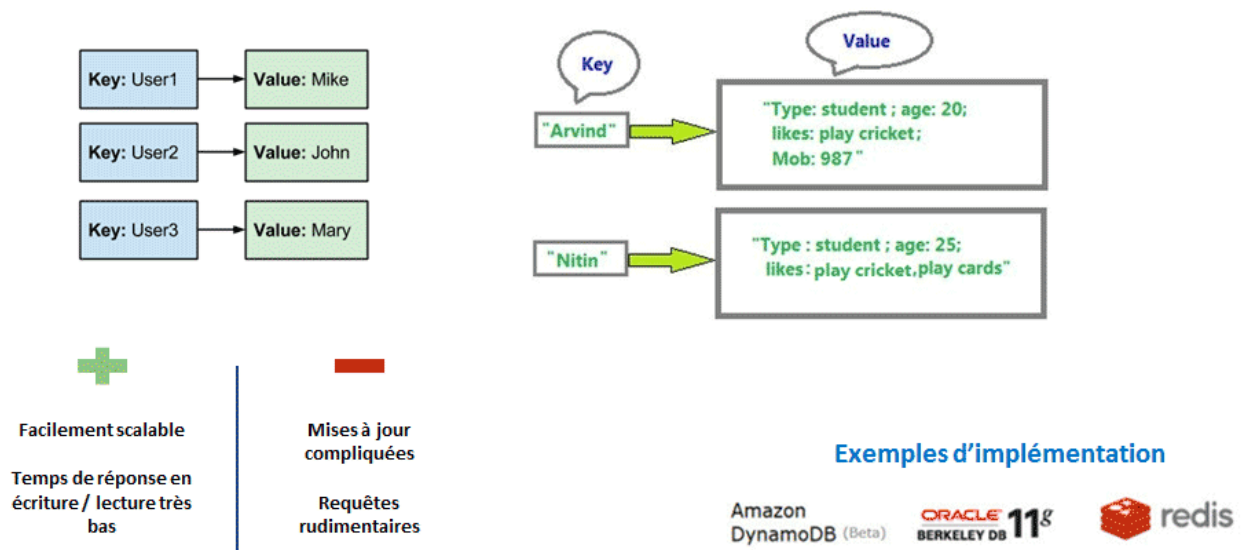 Key: User1
Value: Mike
Key: User2
Value: John
Key: User3
Value: Mary
Key
Value
"Arvind"
"Type: student ; age: 20;
likes: play cricket;
Mob: 987"
"Nitin"
"Type : student ; age: 25;
likes: play cricket,play cards"
Facilement scalable
Temps de réponse en
écriture / lecture très
bas
Mises à jour
compliquées
Requêtes
rudimentaires
Exemples d'implémentation
Amazon
DynamoDB (Beta)
ORACLE
BERKELEY DB 11g
redis